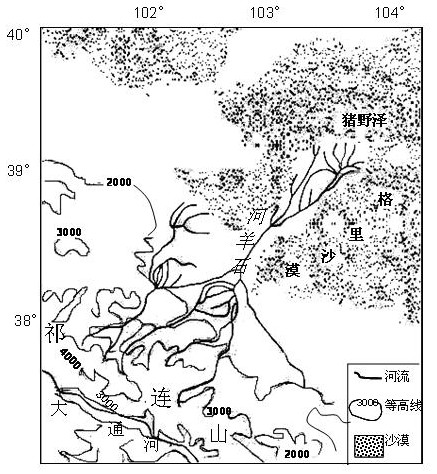 102° 103° 104°
40°
猪野泽
39°
2000
格
河
3000
羊
里
石
沙
漠
38°
祁
4000
河流
3000
连
3000
等高线
大
通
河
山
沙漠
2000